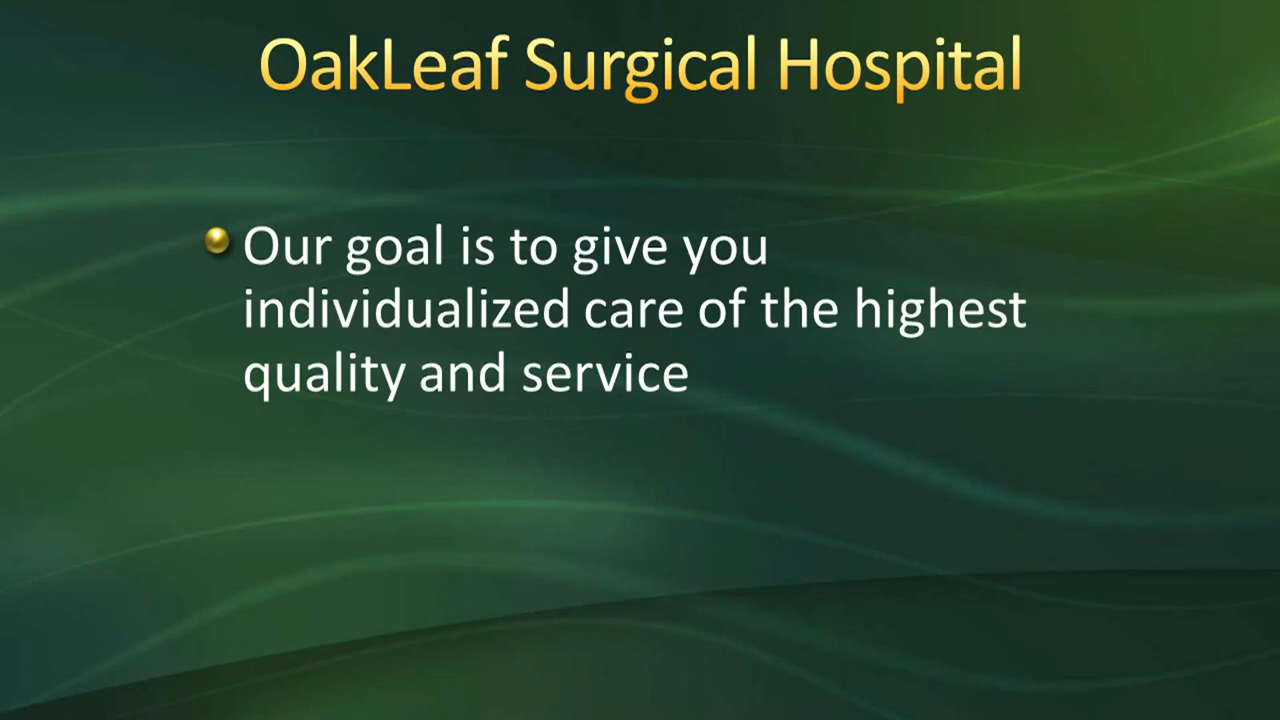 OakLeaf Surgical Hospital
Our goal is to give you
individualized care of the highest
quality and service